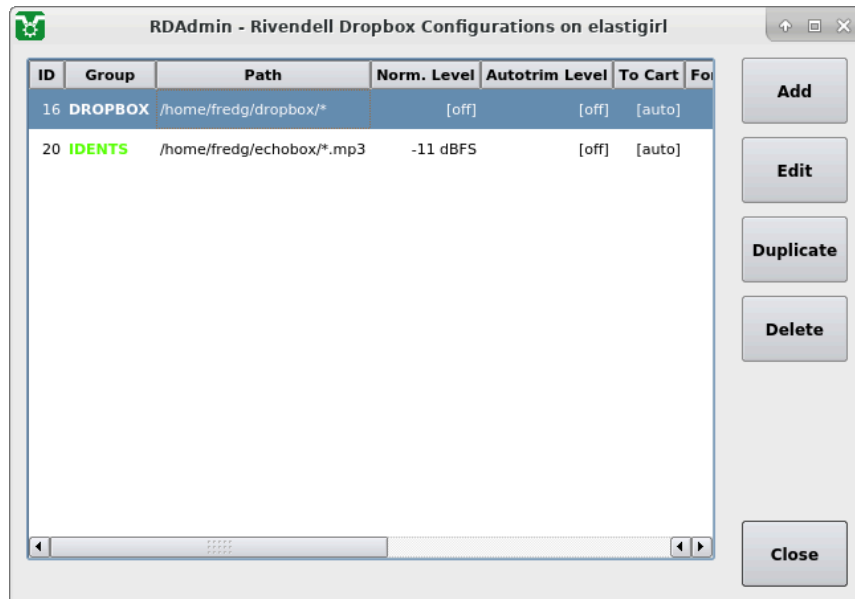 RDAdmin - Rivendell Dropbox Configurations on elastigirl
ID Group Path Norm. Level Autotrim Level To Cart For
16 DROPBOX /home/fredg/dropbox/* [off] [off] [auto]
20 IDENTS /home/fredg/echobox/*.mp3 -11 dBFS [off] [auto]
Add
Edit
Duplicate
Delete
Close